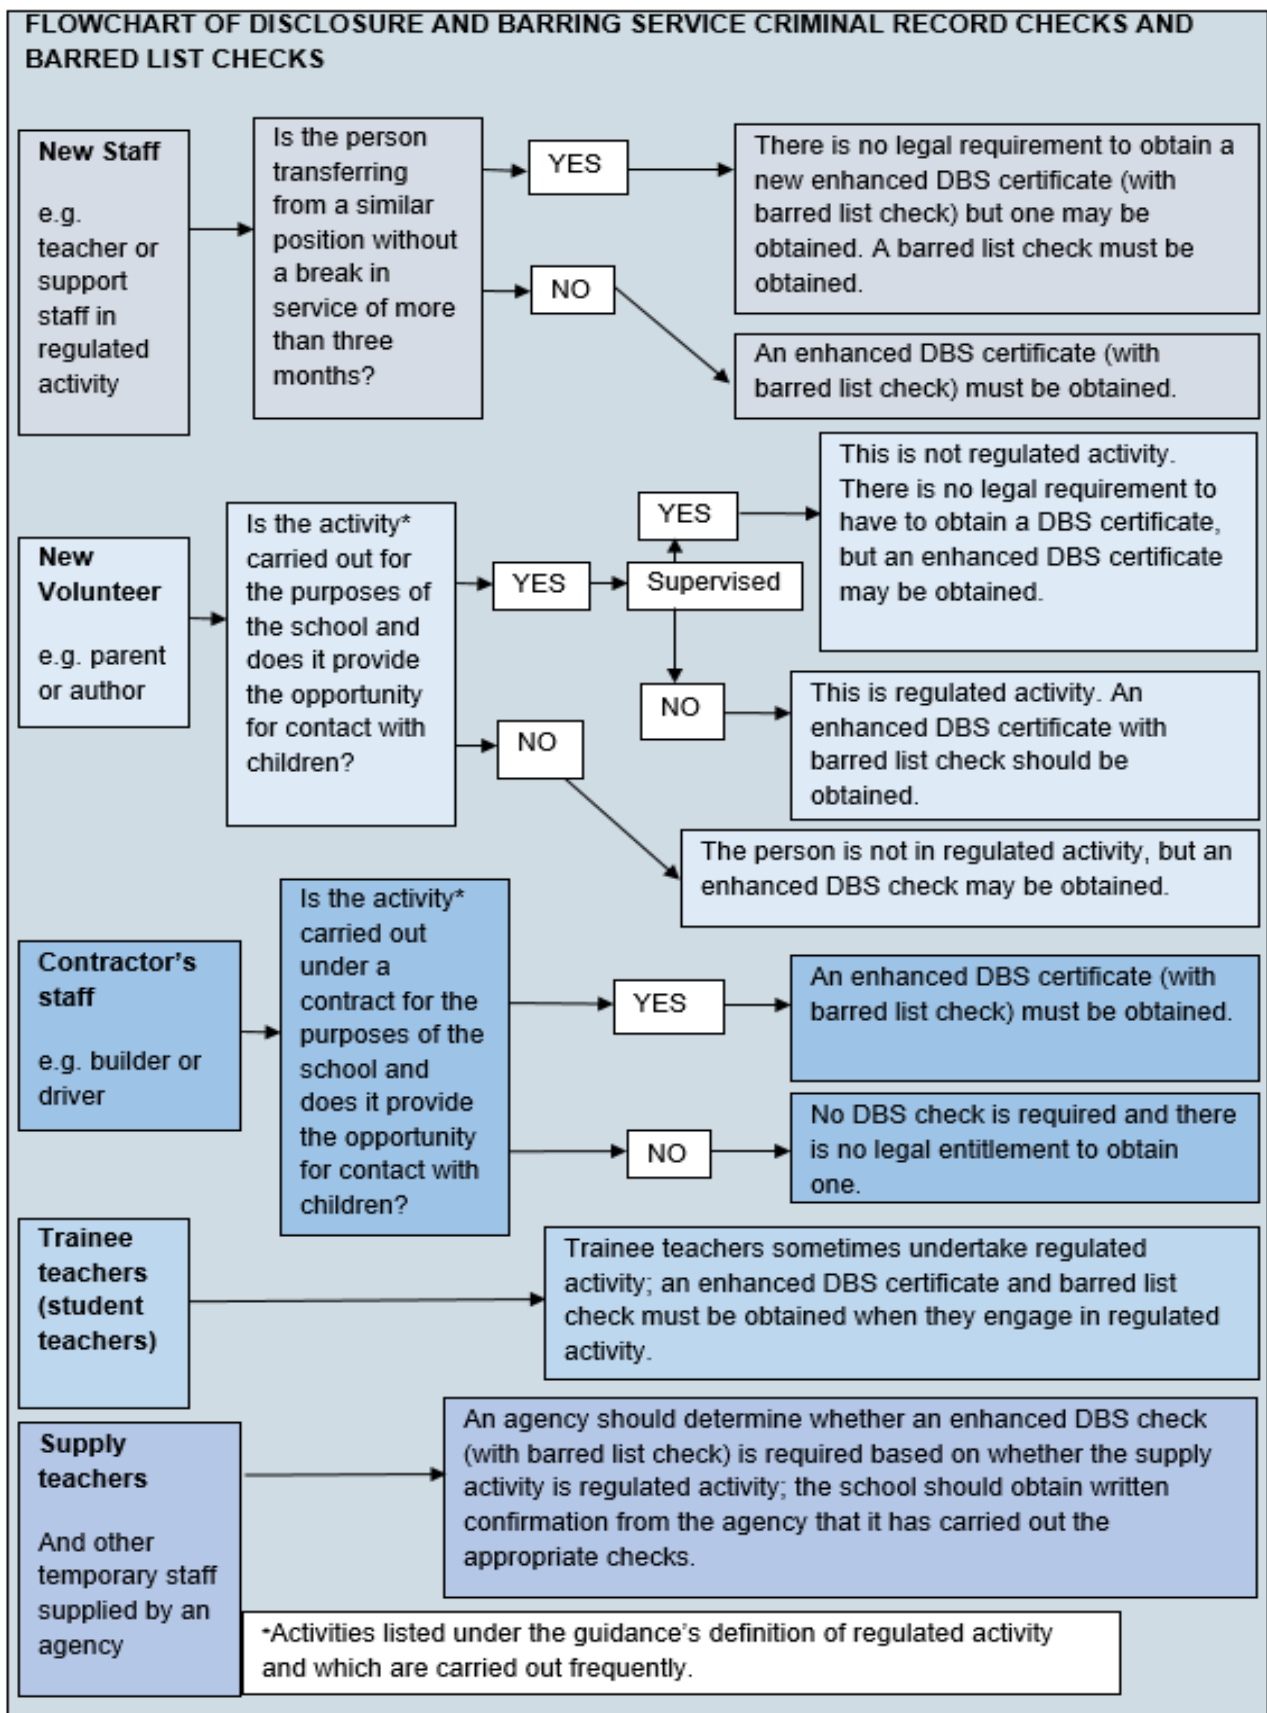 FLOWCHART OF DISCLOSURE AND BARRING SERVICE CRIMINAL RECORD CHECKS AND
BARRED LIST CHECKS
New Staff
e.g.
teacher or
support
staff in
regulated
activity
Is the person
transferring
from a similar
position without
a break in
service of more
than three
months?
YES
There is no legal requirement to obtain a
new enhanced DBS certificate (with
barred list check) but one may be
obtained. A barred list check must be
obtained.
NO
An enhanced DBS certificate (with
barred list check) must be obtained.
New
Volunteer
e.g. parent
or author
Is the activity*
carried out for
the purposes of
the school and
does it provide
the opportunity
for contact with
children?
YES
Supervised
YES
This is not regulated activity.
There is no legal requirement to
have to obtain a DBS certificate,
but an enhanced DBS certificate
may be obtained.
NO
This is regulated activity. An
enhanced DBS certificate with
barred list check should be
obtained.
NO
The person is not in regulated activity, but an
enhanced DBS check may be obtained.
Contractor's
staff
e.g. builder or
driver
Is the activity*
carried out
under a
contract for the
purposes of the
school and
does it provide
the opportunity
for contact with
children?
YES
An enhanced DBS certificate (with
barred list check) must be obtained.
NO
No DBS check is required and there
is no legal entitlement to obtain
one.
Trainee
teachers
(student
teachers)
Trainee teachers sometimes undertake regulated
activity; an enhanced DBS certificate and barred list
check must be obtained when they engage in regulated
activity.
Supply
teachers
And other
temporary staff
supplied by an
agency
An agency should determine whether an enhanced DBS check
(with barred list check) is required based on whether the supply
activity is regulated activity; the school should obtain written
confirmation from the agency that it has carried out the
appropriate checks.
*Activities listed under the guidance's definition of regulated activity
and which are carried out frequently.